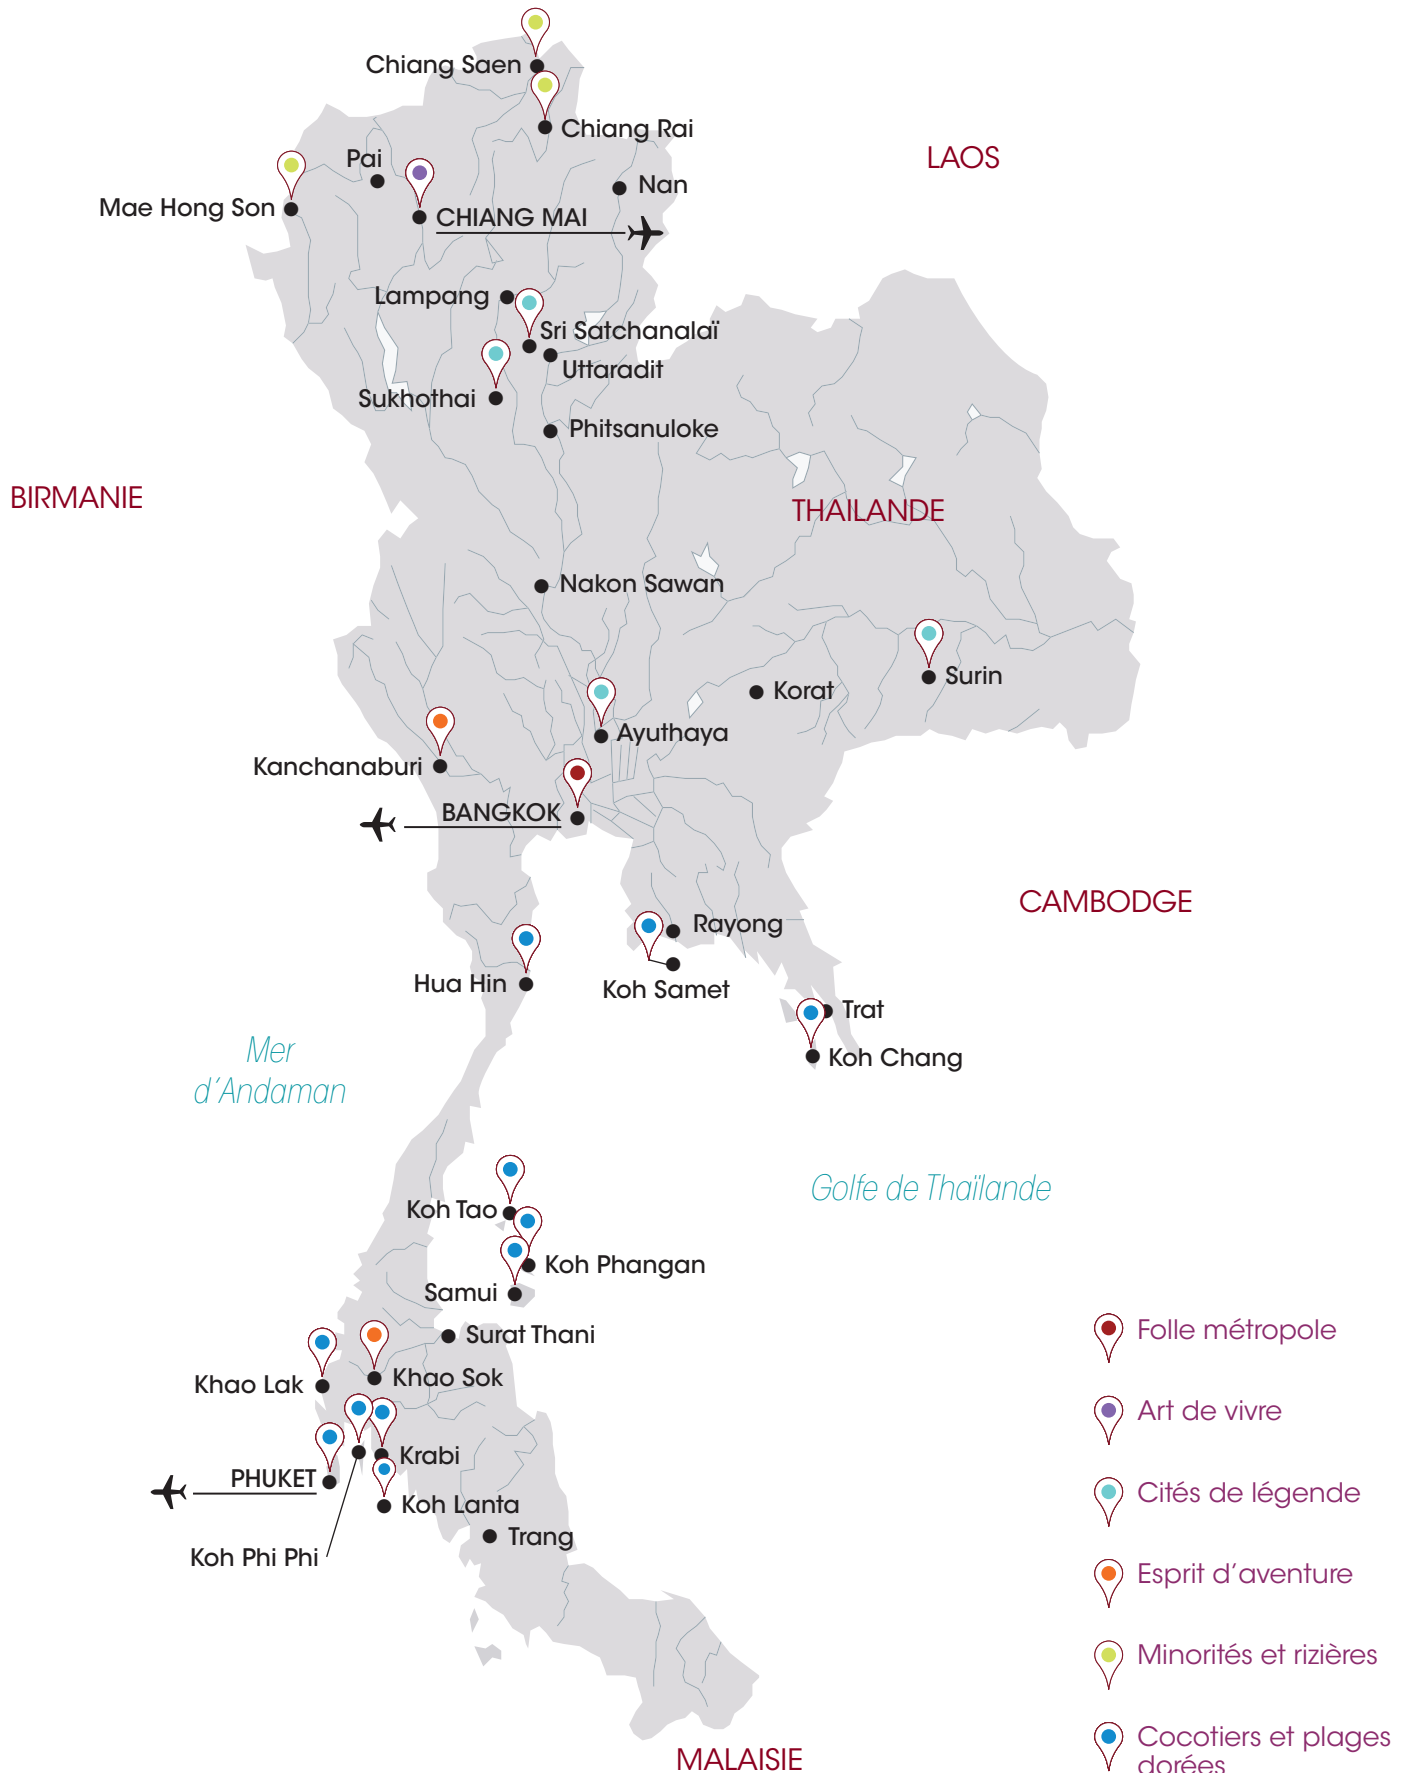 Chiang Saen
Chiang Rai
LAOS
Pai
Nan
Mae Hong Son
CHIANG MAI
Lampang
Sri Satchanalaï
Uttaradit
Sukhothai
Phitsanuloke
BIRMANIE
THAILANDE
Nakon Sawan
Surin
Korat
Ayuthaya
Kanchanaburi
BANGKOK
CAMBODGE
Rayong
Hua Hin
Koh Samet
Trat
Koh Chang
Mer
d'Andaman
Golfe de Thaïlande
Koh Tao
Koh Phangan
Samui
Surat Thani
Khao Sok
Khao Lak
Krabi
PHUKET
Koh Lanta
Trang
Koh Phi Phi
MALAISIE
Folle métropole
Art de vivre
Cités de légende
Esprit d'aventure
Minorités et rizières
Cocotiers et plages
dorées